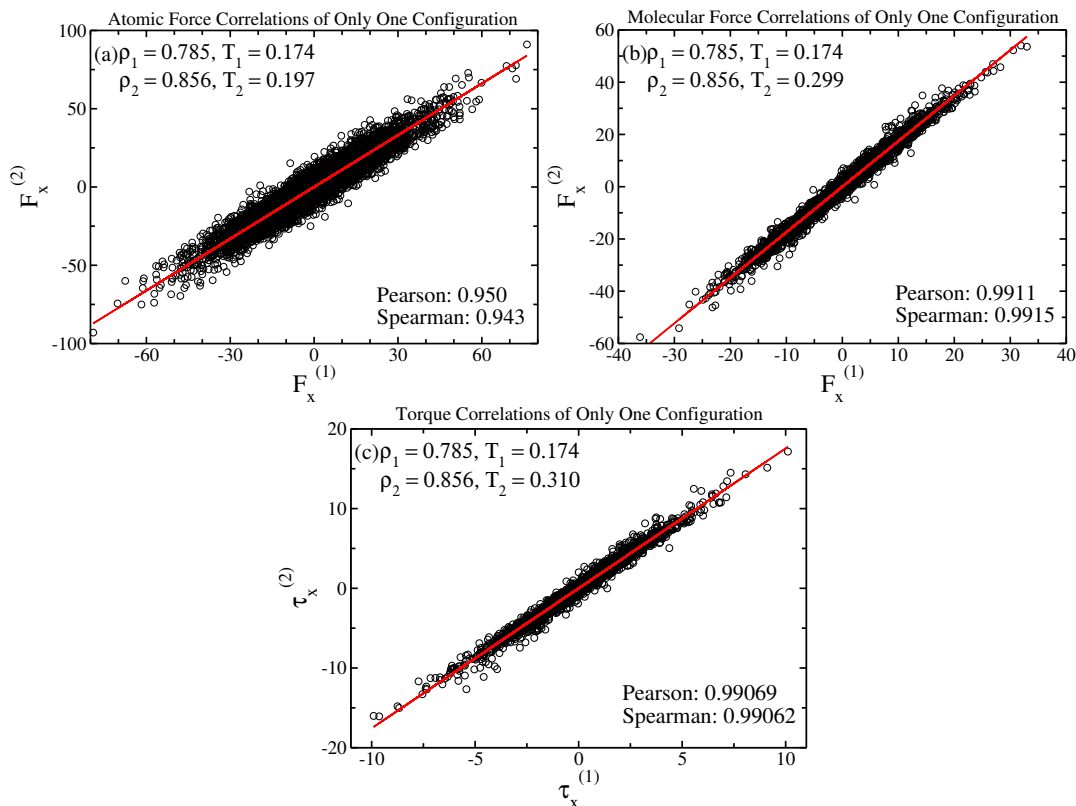 Atomic Force Correlations of Only One Configuration
(a) ρ1 = 0.785, T1 = 0.174
ρ2 = 0.856, T2 = 0.197
100
50
0
-50
-100
Fx(2)
Pearson: 0.950
Spearman: 0.943
-60
-30
0
30
60
Fx(1)
Molecular Force Correlations of Only One Configuration
(b) ρ1 = 0.785, T1 = 0.174
ρ2 = 0.856, T2 = 0.299
60
40
20
0
-20
-40
-60
Fx(2)
Pearson: 0.9911
Spearman: 0.9915
-40
-30
-20
-10
0
10
20
30
40
Fx(1)
Torque Correlations of Only One Configuration
(c) ρ1 = 0.785, T1 = 0.174
ρ2 = 0.856, T2 = 0.310
20
10
0
-10
-20
τx(2)
Pearson: 0.99069
Spearman: 0.99062
-10
-5
0
5
10
τx(1)